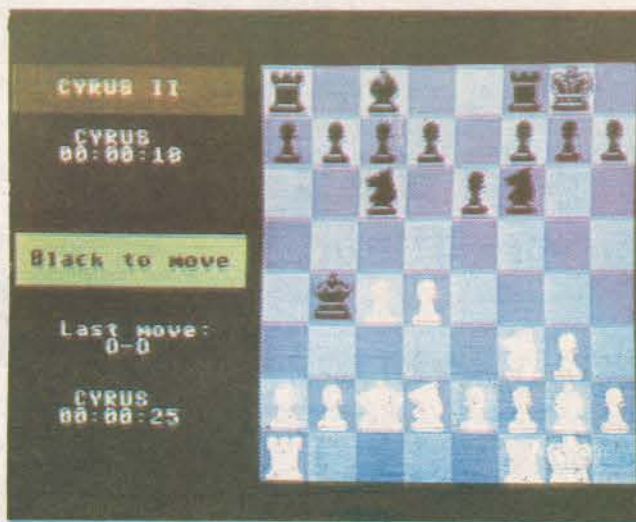 CYRUS II
CYRUS
00:00:18
Black to move
Last move:
0-0
CYRUS
00:00:25